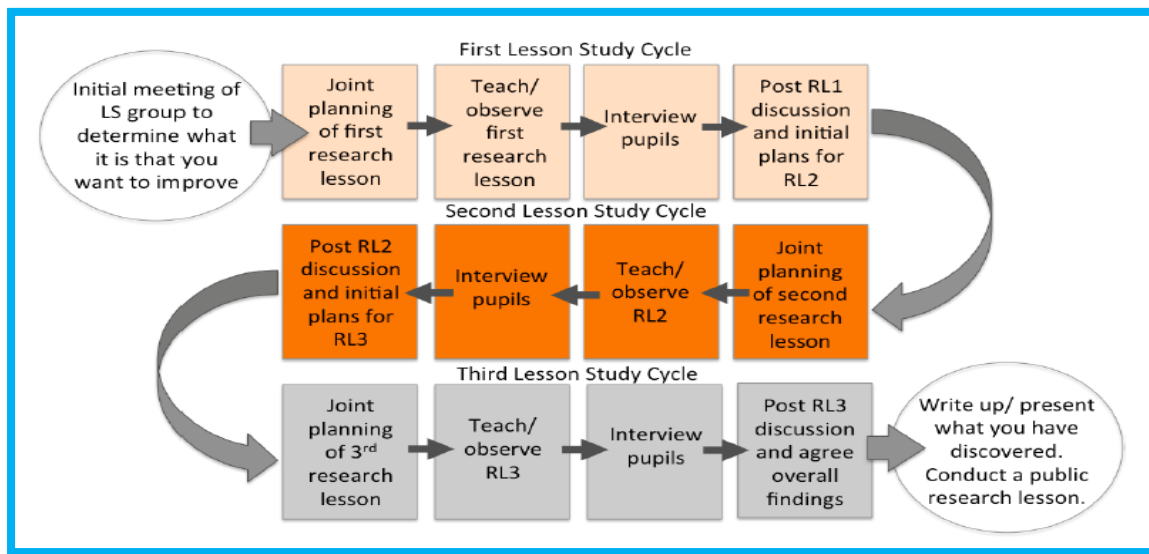 First Lesson Study Cycle
Initial meeting of
LS group to
determine what
it is that you
want to improve
Joint
planning
of first
research
lesson
Teach/
observe first
research
lesson
Interview
pupils
Post RL1
discussion
and initial
plans for
RL2
Second Lesson Study Cycle
Joint
planning
of second
research
lesson
Teach/
observe
RL2
Interview
pupils
Post RL2
discussion
and initial
plans for
RL3
Third Lesson Study Cycle
Joint
planning
of 3rd
research
lesson
Teach/
observe
RL3
Interview
pupils
Post RL3
discussion
and agree
overall
findings
Write up/ present
what you have
discovered.
Conduct a public
research lesson.